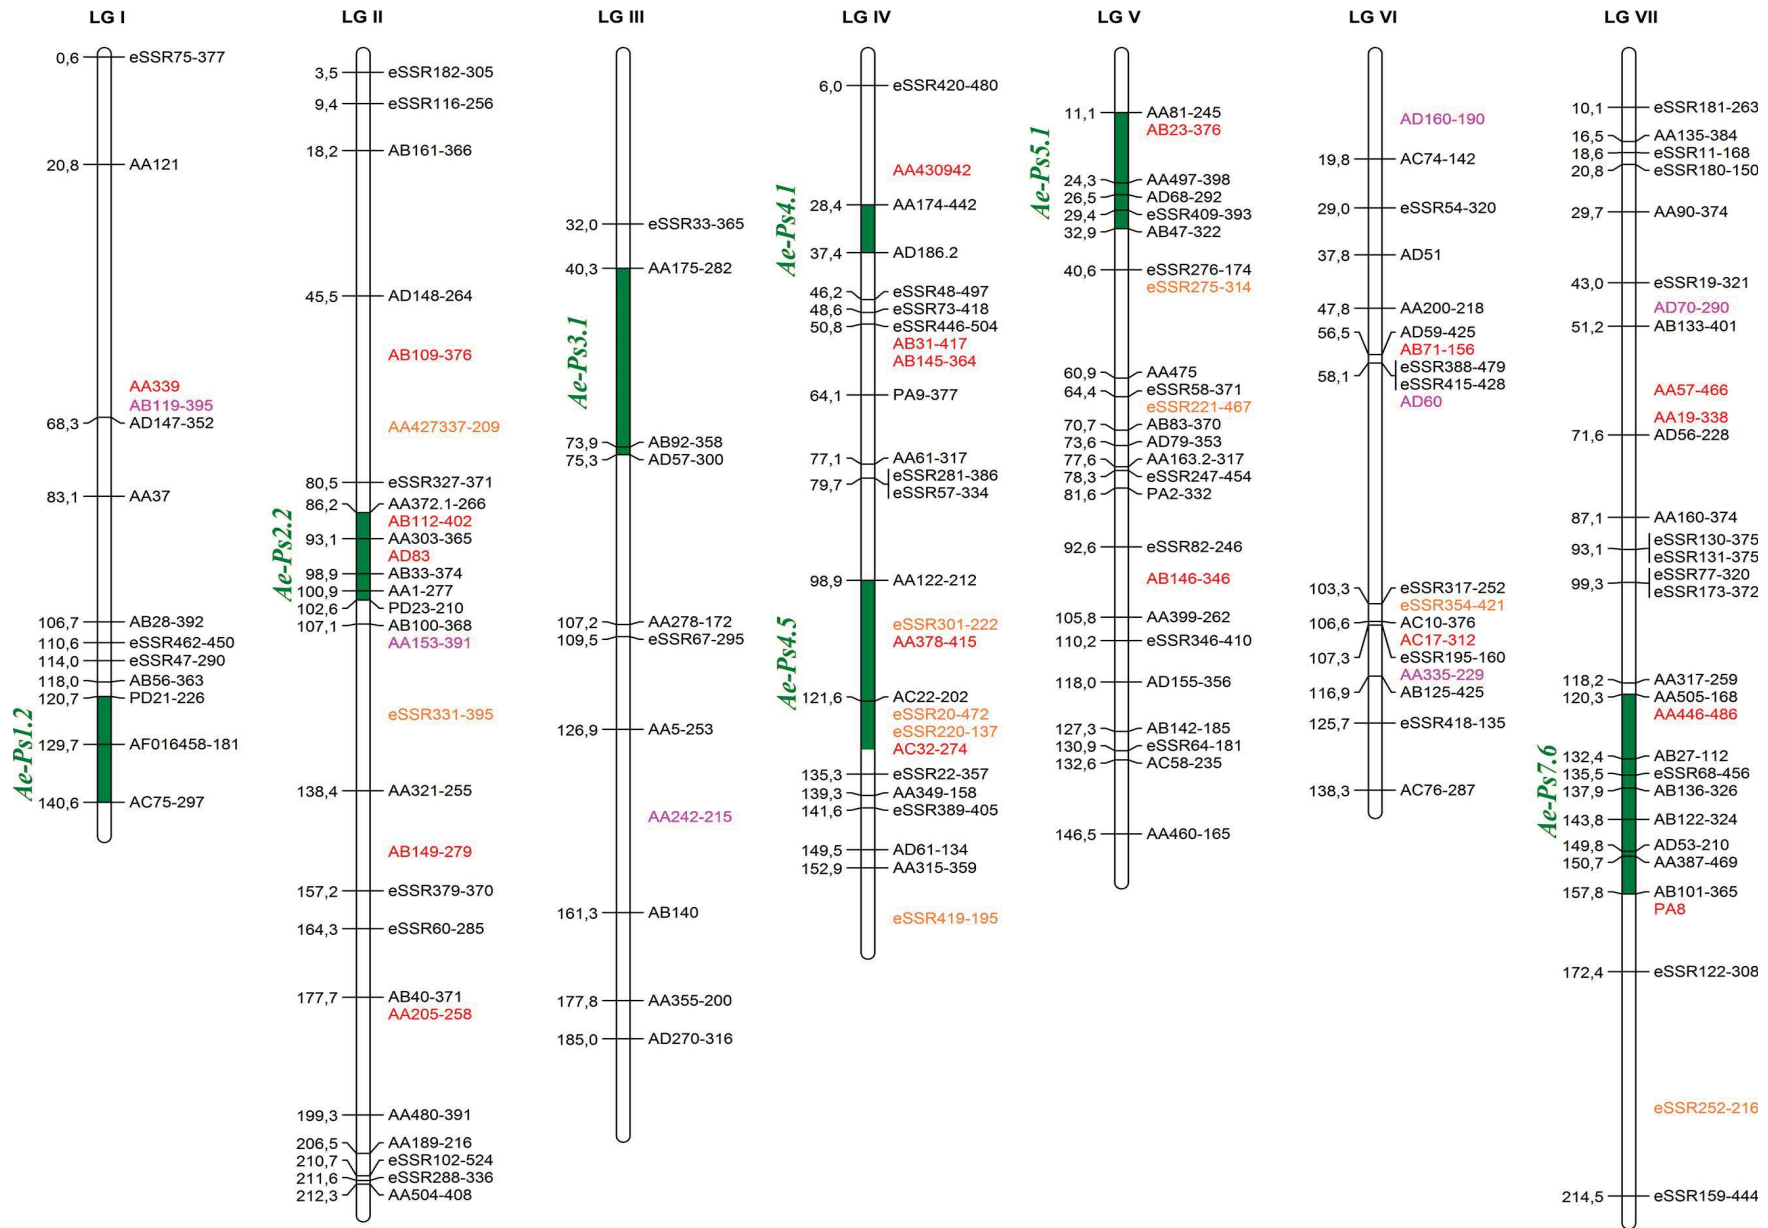 LG I
0,6 eSSR75-377
20,8 AA121
AA339
AB119-395
68,3 AD147-352
83,1 AA37
106,7 AB28-392
110,6 eSSR462-450
114,0 eSSR47-290
118,0 AB56-363
120,7 PD21-226
129,7 AF016458-181
140,6 AC75-297
Ae-Ps1.2
LG II
3,5 eSSR182-305
9,4 eSSR116-256
18,2 AB161-366
45,5 AD148-264
AB109-376
AA427337-209
80,5 eSSR327-371
86,2 AA372.1-266
AB112-402
93,1 AA303-365
AD83
98,9 AB33-374
100,9 AA1-277
102,6 PD23-210
107,1 AB100-368
AA153-391
eSSR331-395
138,4 AA321-255
AB149-279
157,2 eSSR379-370
164,3 eSSR60-285
177,7 AB40-371
AA205-258
199,3 AA480-391
206,5 AA189-216
210,7 eSSR102-524
211,6 eSSR288-336
212,3 AA504-408
Ae-Ps2.2
LG III
32,0 eSSR33-365
40,3 AA175-282
73,9 AB92-358
75,3 AD57-300
107,2 AA278-172
109,5 eSSR67-295
126,9 AA5-253
AA242-215
161,3 AB140
177,8 AA355-200
185,0 AD270-316
Ae-Ps3.1
LG IV
6,0 eSSR420-480
AA430942
28,4 AA174-442
37,4 AD186.2
46,2 eSSR48-497
48,6 eSSR73-418
50,8 eSSR446-504
AB31-417
AB145-364
64,1 PA9-377
77,1 AA61-317
79,7 eSSR281-386
eSSR57-334
98,9 AA122-212
eSSR301-222
AA378-415
121,6 AC22-202
eSSR20-472
eSSR220-137
AC32-274
135,3 eSSR22-357
139,3 AA349-158
141,6 eSSR389-405
149,5 AD61-134
152,9 AA315-359
eSSR419-195
Ae-Ps4.1
Ae-Ps4.5
LG V
11,1 AA81-245
AB23-376
24,3 AA497-398
26,5 AD68-292
29,4 eSSR409-393
32,9 AB47-322
40,6 eSSR276-174
eSSR275-314
60,9 AA475
64,4 eSSR58-371
eSSR221-467
70,7 AB83-370
73,6 AD79-353
77,6 AA163.2-317
78,3 eSSR247-454
81,6 PA2-332
92,6 eSSR82-246
AB146-346
105,8 AA399-262
110,2 eSSR346-410
118,0 AD155-356
127,3 AB142-185
130,9 eSSR64-181
132,6 AC58-235
146,5 AA460-165
Ae-Ps5.1
LG VI
AD160-190
19,8 AC74-142
29,0 eSSR54-320
37,8 AD51
47,8 AA200-218
56,5 AD59-425
AB71-156
58,1 eSSR388-479
eSSR415-428
AD60
103,3 eSSR317-252
eSSR354-421
106,6 AC10-376
AC17-312
107,3 eSSR195-160
AA335-229
116,9 AB125-425
125,7 eSSR418-135
138,3 AC76-287
LG VII
10,1 eSSR181-263
16,5 AA135-384
18,6 eSSR11-168
20,8 eSSR180-150
29,7 AA90-374
43,0 eSSR19-321
AD70-290
51,2 AB133-401
AA57-466
AA19-338
71,6 AD56-228
87,1 AA160-374
93,1 eSSR130-375
eSSR131-375
99,3 eSSR77-320
eSSR173-372
118,2 AA317-259
120,3 AA505-168
AA446-486
132,4 AB27-112
135,5 eSSR68-456
137,9 AB136-326
143,8 AB122-324
149,8 AD53-210
150,7 AA387-469
157,8 AB101-365
PA8
172,4 eSSR122-308
eSSR252-216
214,5 eSSR159-444
Ae-Ps7.6